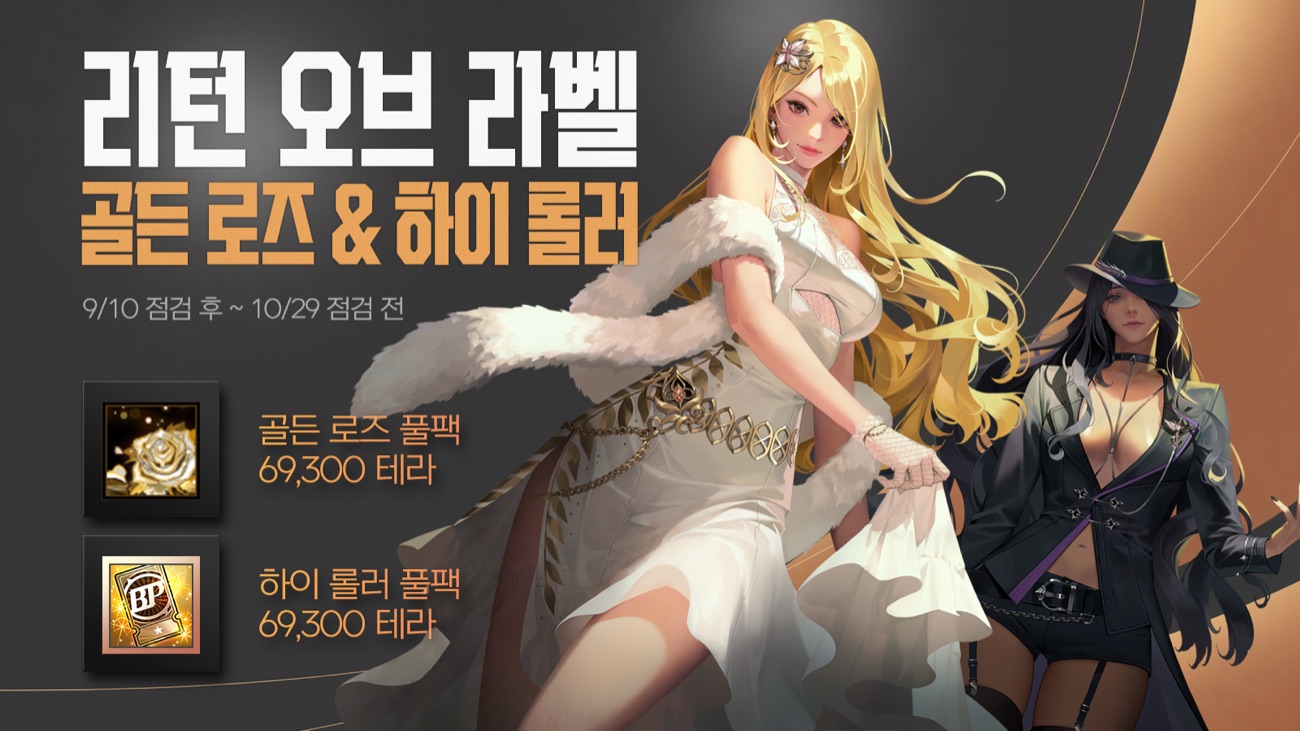 리턴 오브 라벨
골든 로즈 & 하이 롤러
9/10 점검 후 ~ 10/29 점검 전
골든 로즈 풀팩
69,300 테라
BP
하이 롤러 풀팩
69,300 테라